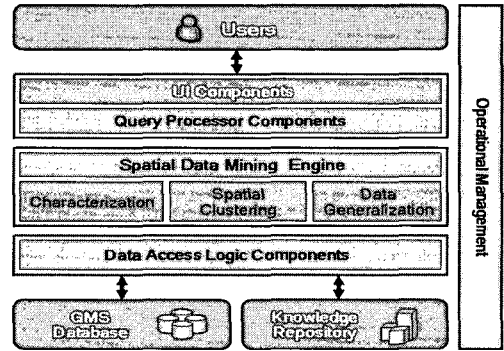 Users
UI Components
Query Processor Components
Spatial Data Mining Engine
Characterization
Spatial
Clustering
Data
Generalization
Data Access Logic Components
GMS
Database
Knowledge
Repository
Operational Management